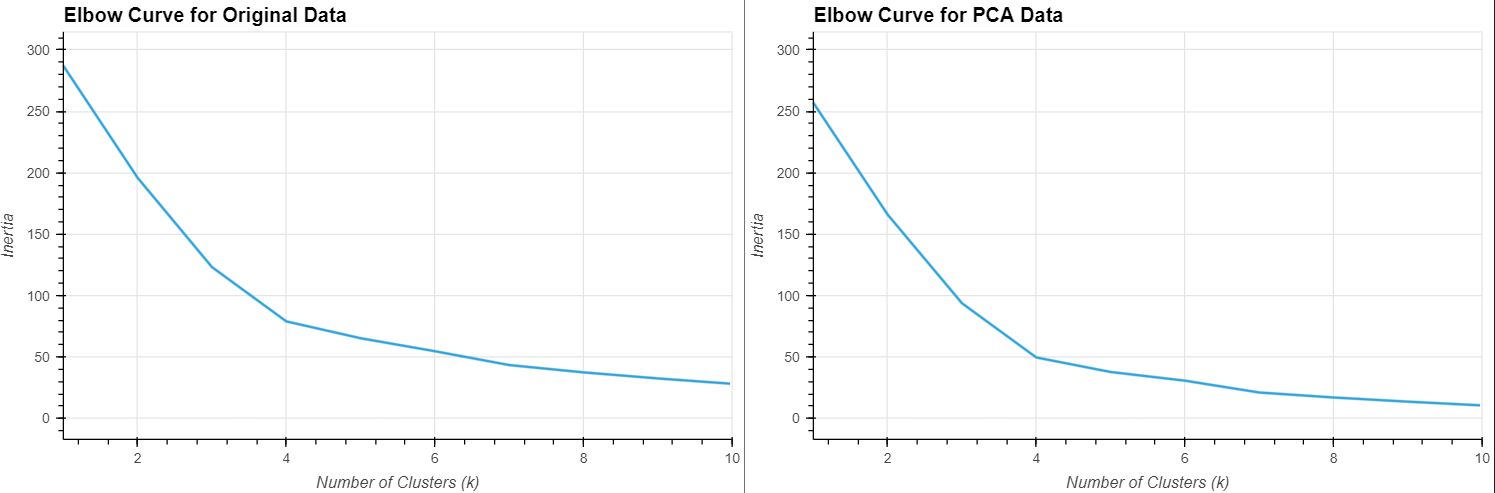 Elbow Curve for Original Data
300
250
200
150
100
50
0
Inertia
2 4 6 8 10
Number of Clusters (k)
Elbow Curve for PCA Data
300
250
200
150
100
50
0
Inertia
2 4 6 8 10
Number of Clusters (k)